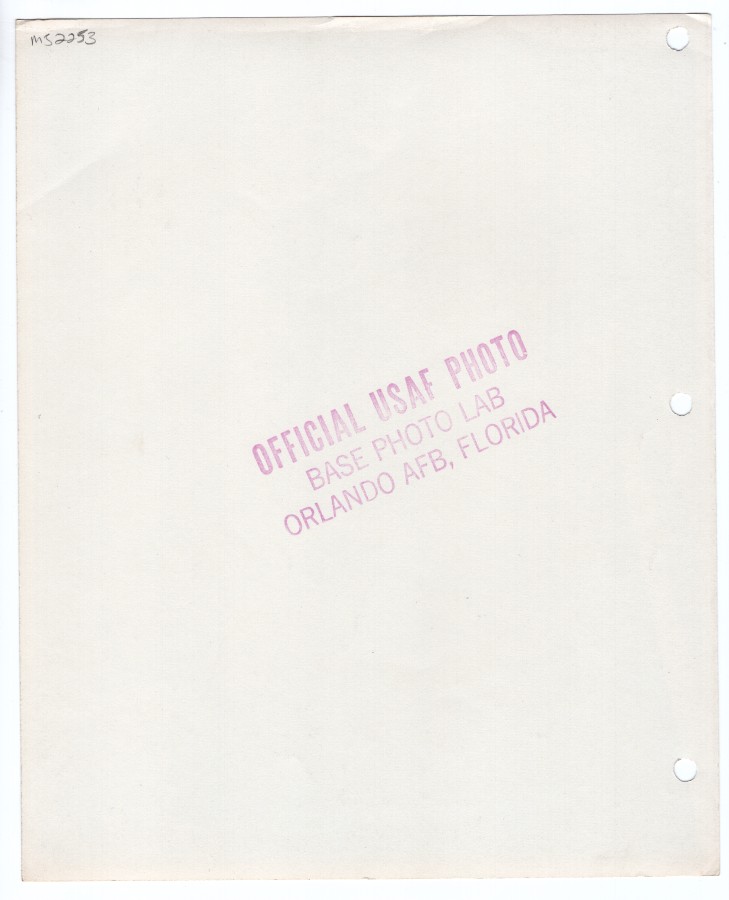 MS2253
OFFICIAL USAF PHOTO
BASE PHOTO LAB
ORLANDO AFB, FLORIDA